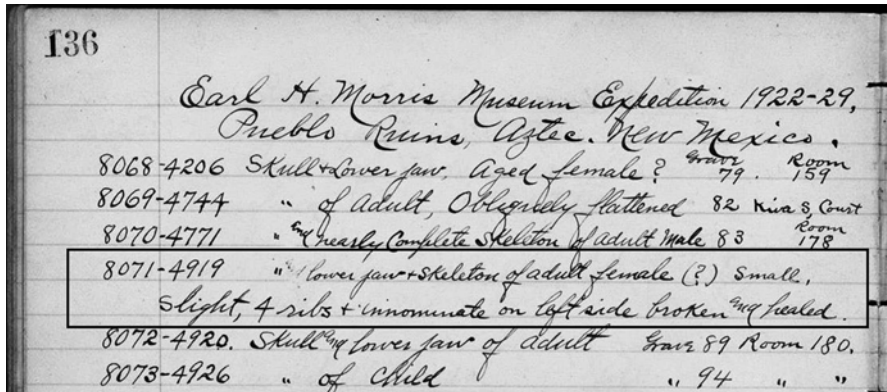 136
Earl H. Morris Museum Expedition 1922-29,
Pueblo Ruins, Aztec. New Mexico.
8068-4206 Skull & Lower jaw, Aged female? Grave 79. Room 159
8069-4744 " of Adult, Obliquely flattened 82 Kiva S, Court
8070-4771 " and nearly Complete Skeleton of adult Male 83 Room 178
8071-4919 " and lower jaw & skeleton of adult female (?) Small,
slight, 4 ribs & innominate on left side broken and healed.
8072-4920. Skull and lower jaw of adult Grave 89 Room 180.
8073-4926 " of Child " 94 " "